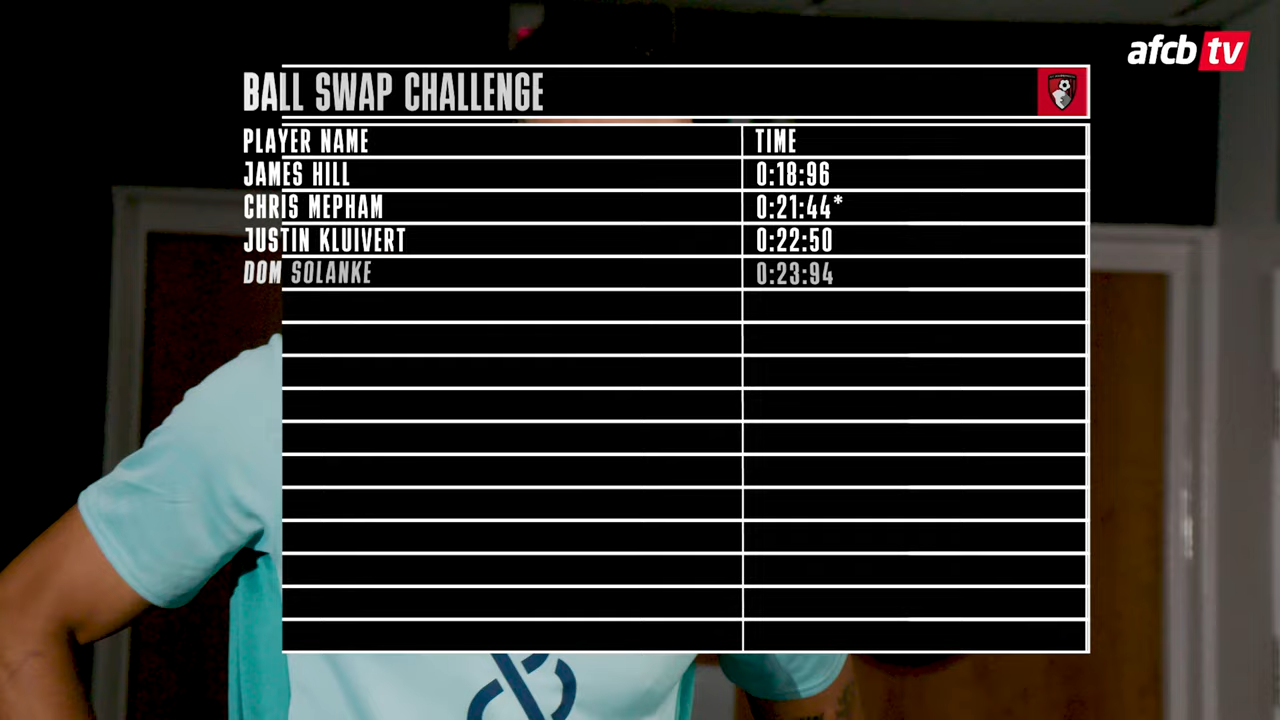 afcb tv
BALL SWAP CHALLENGE
PLAYER NAME TIME
JAMES HILL 0:18:96
CHRIS MEPHAM 0:21:44*
JUSTIN KLUIVERT 0:22:50
DOM SOLANKE 0:23:94